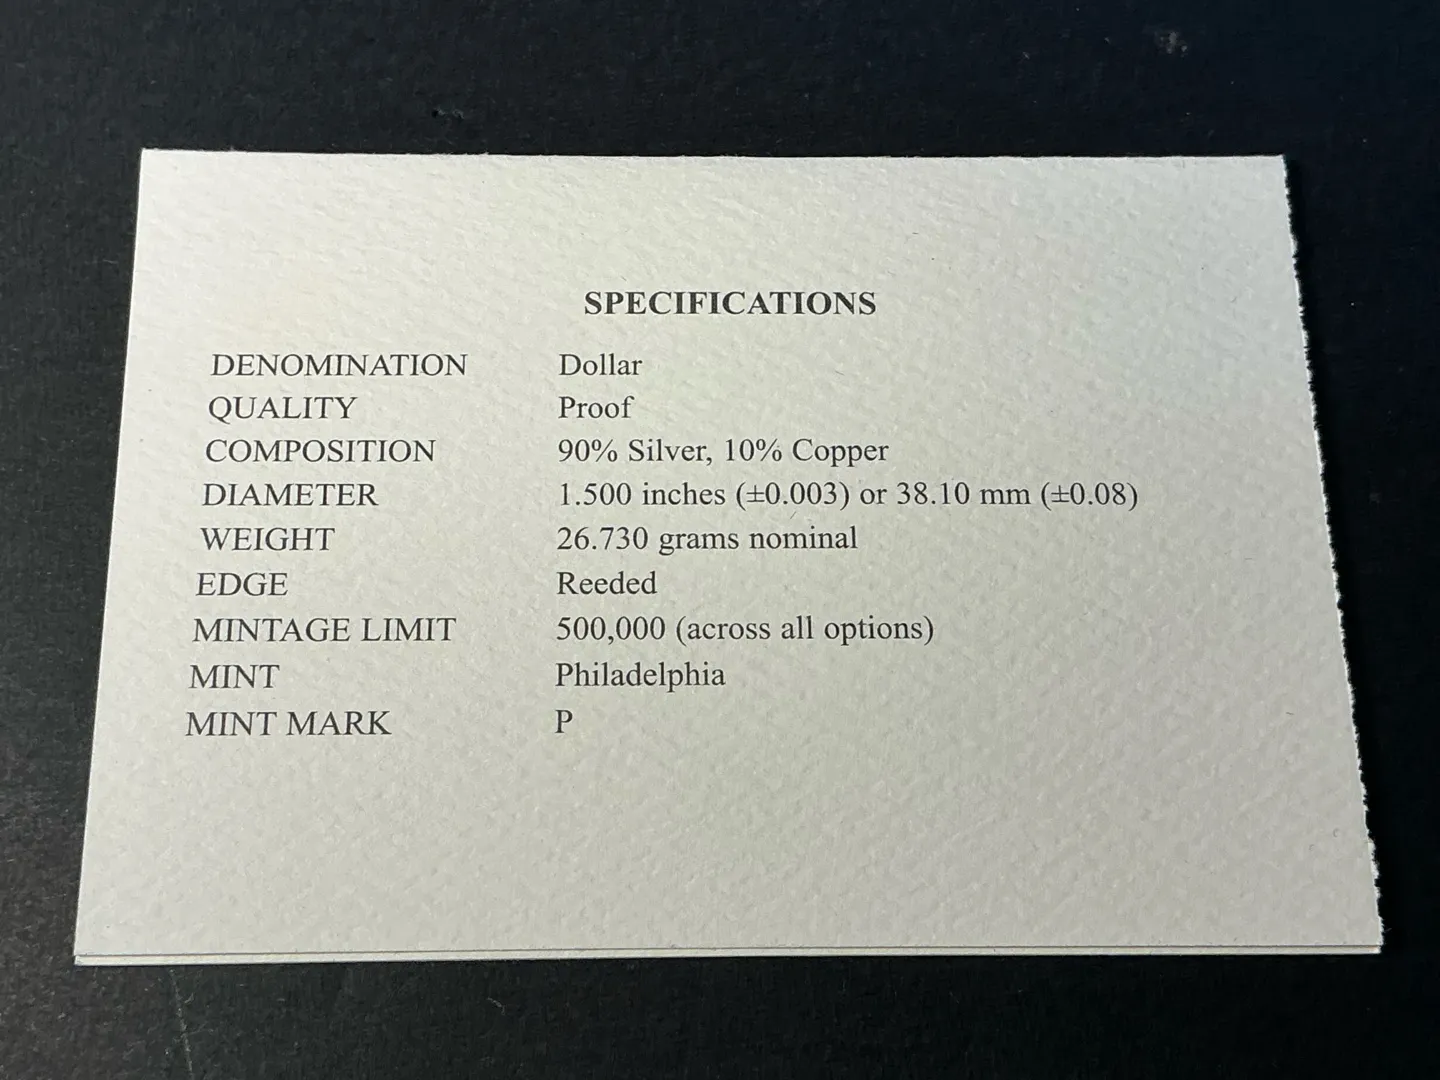 SPECIFICATIONS
DENOMINATION Dollar
QUALITY Proof
COMPOSITION 90% Silver, 10% Copper
DIAMETER 1.500 inches (±0.003) or 38.10 mm (±0.08)
WEIGHT 26.730 grams nominal
EDGE Reeded
MINTAGE LIMIT 500,000 (across all options)
MINT Philadelphia
MINT MARK P